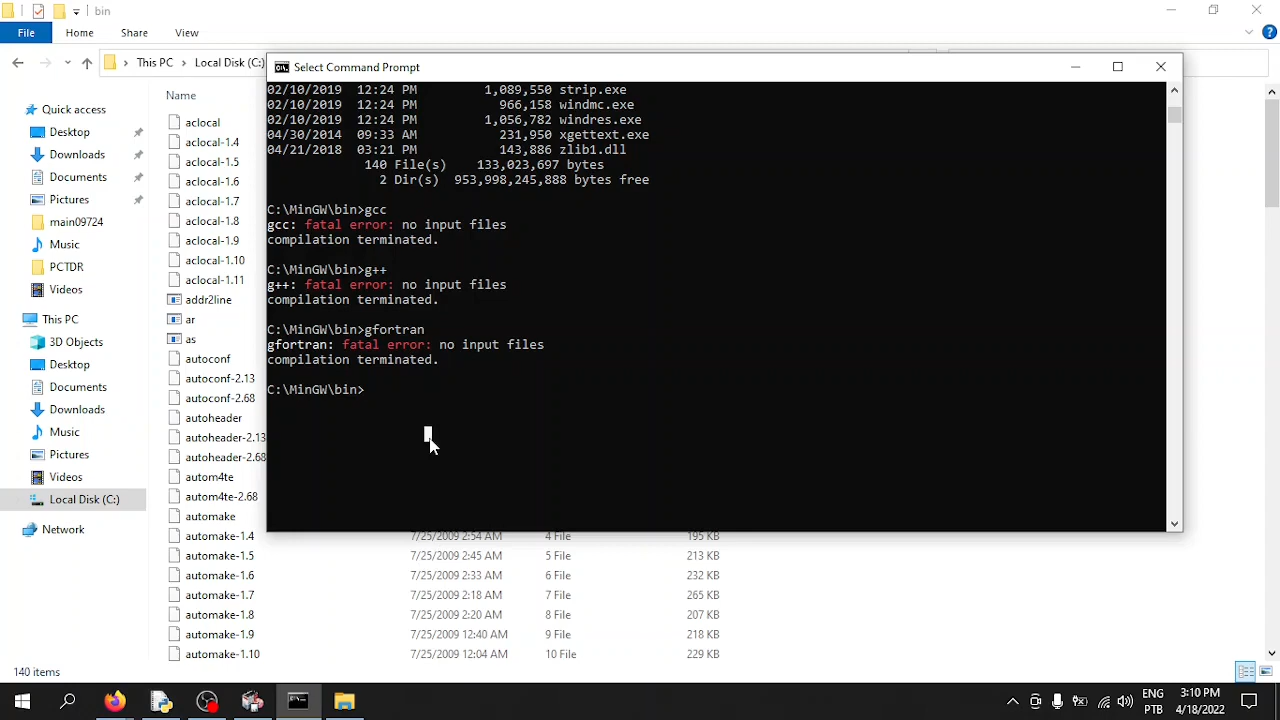 bin
File Home Share View
This PC Local Disk (C:)
Select Command Prompt
02/10/2019 12:24 PM 1,089,550 strip.exe
02/10/2019 12:24 PM 966,158 windmc.exe
02/10/2019 12:24 PM 1,056,782 windres.exe
04/30/2014 09:33 AM 231,950 xgettext.exe
04/21/2018 03:21 PM 143,886 zlib1.dll
140 File(s) 133,023,697 bytes
2 Dir(s) 953,998,245,888 bytes free
C:\MinGW\bin>gcc
gcc: fatal error: no input files
compilation terminated.
C:\MinGW\bin>g++
g++: fatal error: no input files
compilation terminated.
C:\MinGW\bin>gfortran
gfortran: fatal error: no input files
compilation terminated.
C:\MinGW\bin>
Quick access
Desktop
Downloads
Documents
Pictures
main09724
Music
PCTDR
Videos
This PC
3D Objects
Desktop
Documents
Downloads
Music
Pictures
Videos
Local Disk (C:)
Network
Name
aclocal
aclocal-1.4
aclocal-1.5
aclocal-1.6
aclocal-1.7
aclocal-1.8
aclocal-1.9
aclocal-1.10
aclocal-1.11
addr2line
ar
as
autoconf
autoconf-2.13
autoconf-2.68
autoheader
autoheader-2.13
autoheader-2.68
autom4te
autom4te-2.68
automake
automake-1.4 7/25/2009 2:54 AM 4 File 195 KB
automake-1.5 7/25/2009 2:45 AM 5 File 213 KB
automake-1.6 7/25/2009 2:33 AM 6 File 232 KB
automake-1.7 7/25/2009 2:18 AM 7 File 265 KB
automake-1.8 7/25/2009 2:20 AM 8 File 207 KB
automake-1.9 7/25/2009 12:40 AM 9 File 218 KB
automake-1.10 7/25/2009 12:04 AM 10 File 229 KB
140 items
ENG 3:10 PM
PTB 4/18/2022